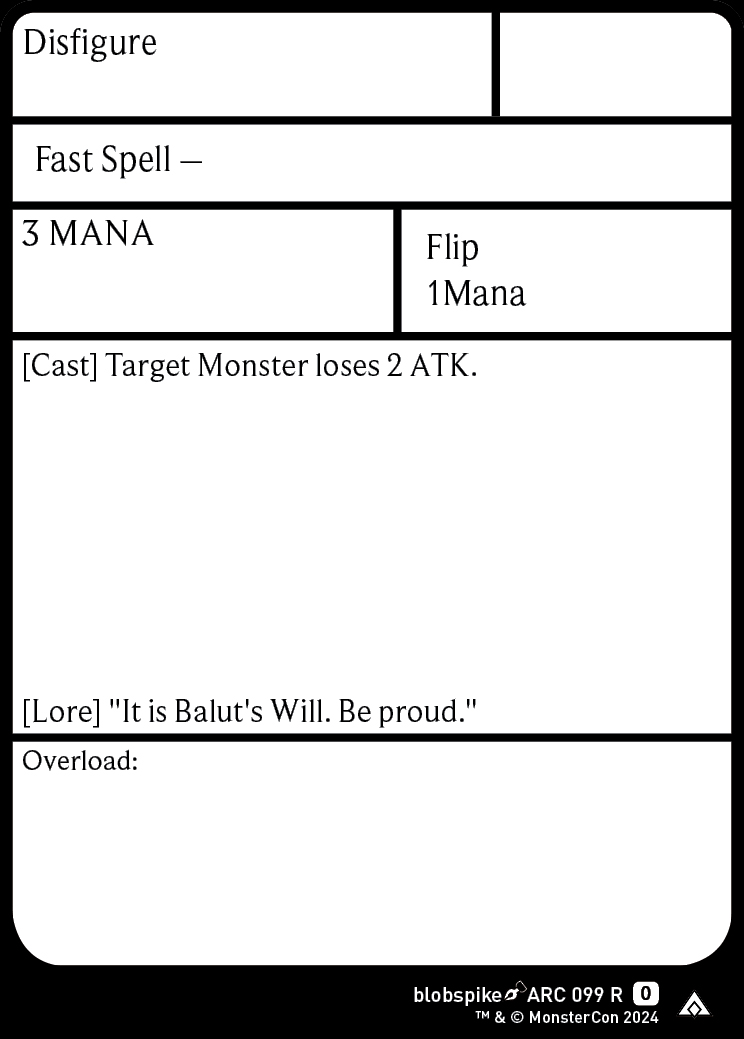 Disfigure
Fast Spell —
3 MANA
Flip
1Mana
[Cast] Target Monster loses 2 ATK.
[Lore] "It is Balut's Will. Be proud."
Overload:
blobspike ARC 099 R 0
™ & © MonsterCon 2024